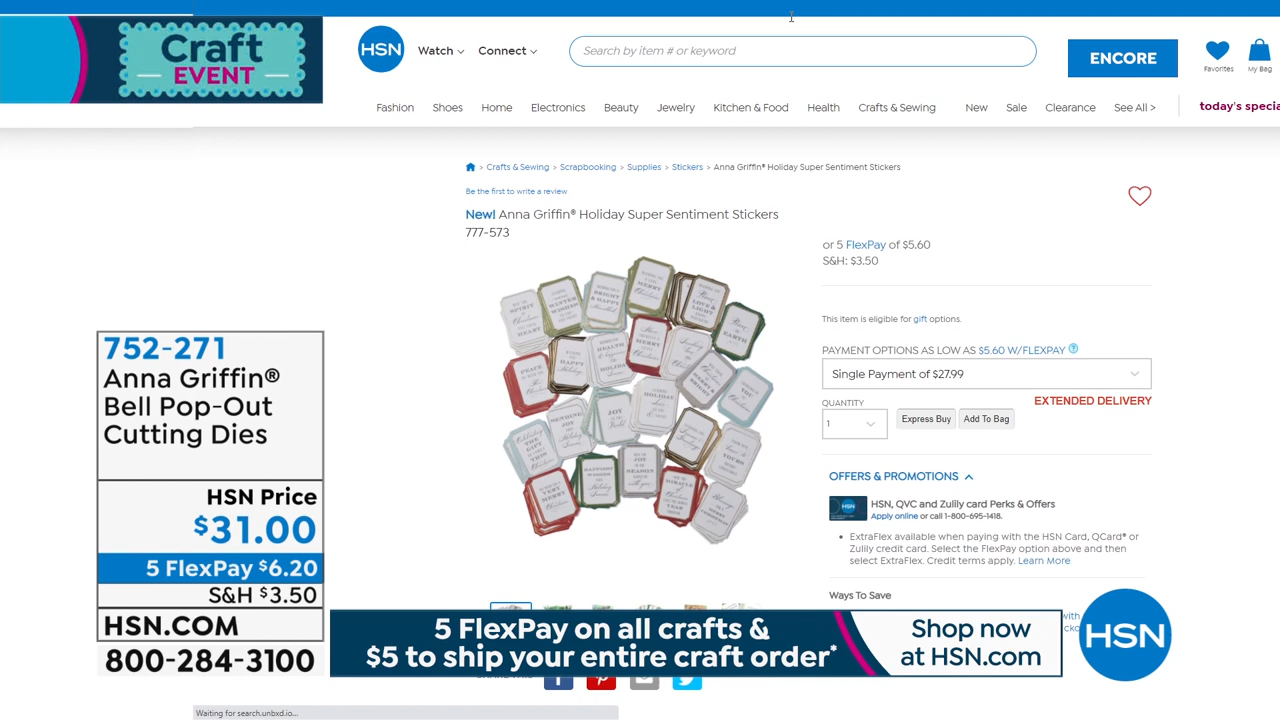 Craft
EVENT
HSN
Watch
Connect
Search by item # or keyword
ENCORE
Favorites
My Bag
Fashion
Shoes
Home
Electronics
Beauty
Jewelry
Kitchen & Food
Health
Crafts & Sewing
New
Sale
Clearance
See All >
today's
> Crafts & Sewing > Scrapbooking > Supplies > Stickers > Anna Griffin® Holiday Super Sentiment Stickers
Be the first to write a review
New! Anna Griffin® Holiday Super Sentiment Stickers
777-573
or 5 FlexPay of $5.60
S&H: $3.50
This item is eligible for gift options.
PAYMENT OPTIONS AS LOW AS $5.60 W/FLEXPAY
Single Payment of $27.99
EXTENDED DELIVERY
QUANTITY
1
Express Buy
Add To Bag
OFFERS & PROMOTIONS
HSN, QVC and Zulily card Perks & Offers
Apply online or call 1-800-695-1418.
• ExtraFlex available when paying with the HSN Card, QCard® or
Zulily credit card. Select the FlexPay option above and then
select ExtraFlex. Credit terms apply. Learn More
Ways To Save
with
752-271
Anna Griffin®
Bell Pop-Out
Cutting Dies
HSN Price
$31.00
5 FlexPay $6.20
S&H $3.50
HSN.COM
800-284-3100
5 FlexPay on all crafts &
$5 to ship your entire craft order*
Shop now
at HSN.com
HSN
Waiting for search.unbxd.io...